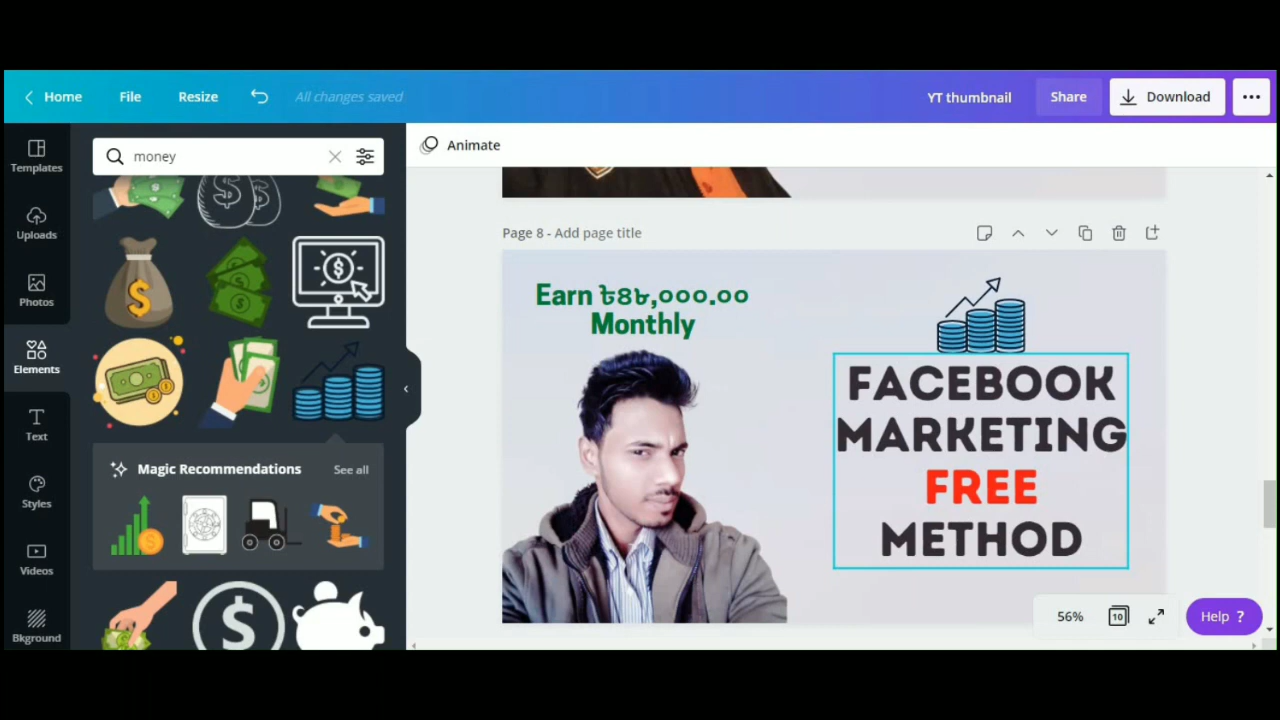 Home File Resize All changes saved YT thumbnail Share Download
Templates
Uploads
Photos
Elements
Text
Styles
Videos
Bkground
money
Magic Recommendations See all
Animate
Page 8 - Add page title
Earn ৳৪৮,০০০.০০
Monthly
FACEBOOK
MARKETING
FREE
METHOD
56% 10 Help ?